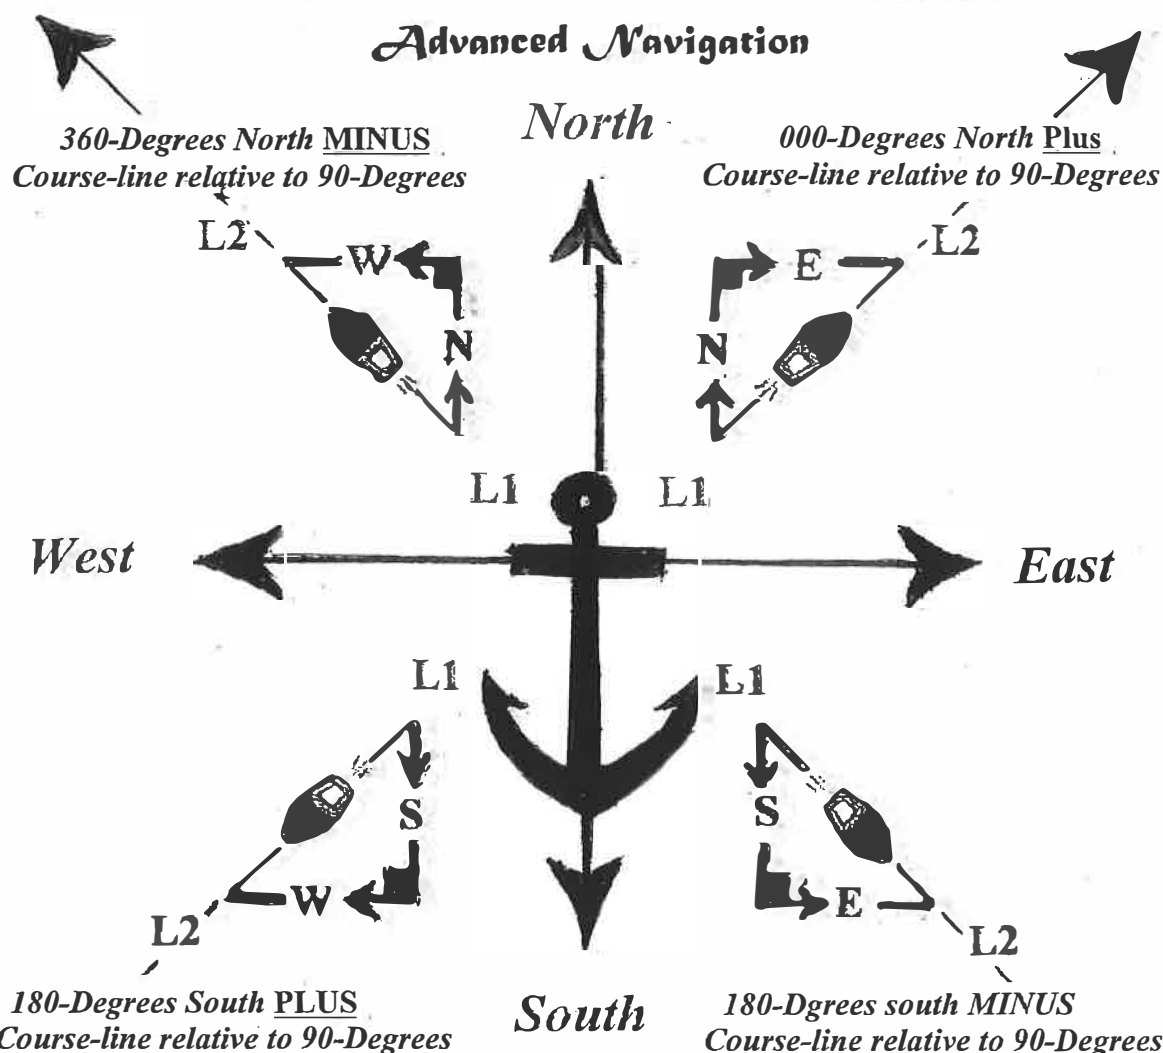 Advanced Navigation
North
360-Degrees North MINUS
Course-line relative to 90-Degrees
000-Degrees North Plus
Course-line relative to 90-Degrees
L2
W
N
L1
E
L2
N
L1
West
East
L1
S
W
L2
L1
S
E
L2
South
180-Degrees South PLUS
Course-line relative to 90-Degrees
180-Dgrees south MINUS
Course-line relative to 90-Degrees